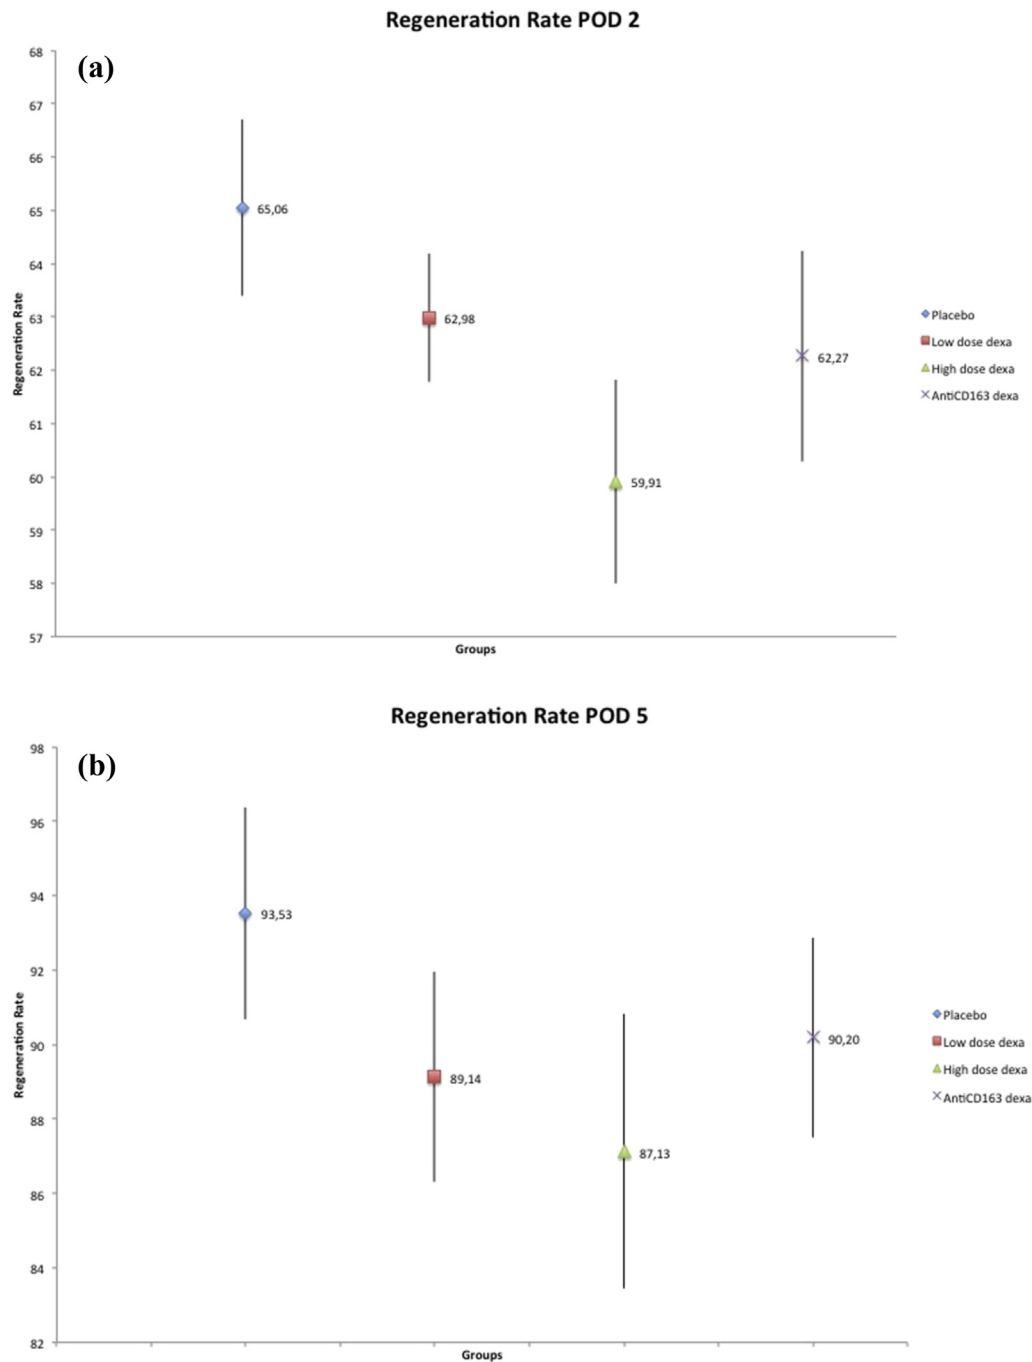 Regeneration Rate POD 2
(a)
68
67
66
65
64
63
62
61
60
59
58
57
Regeneration Rate
65,06
62,98
59,91
62,27
Placebo
Low dose dexa
High dose dexa
AntiCD163 dexa
Groups
Regeneration Rate POD 5
(b)
98
96
94
92
90
88
86
84
82
Regeneration Rate
93,53
89,14
87,13
90,20
Placebo
Low dose dexa
High dose dexa
AntiCD163 dexa
Groups